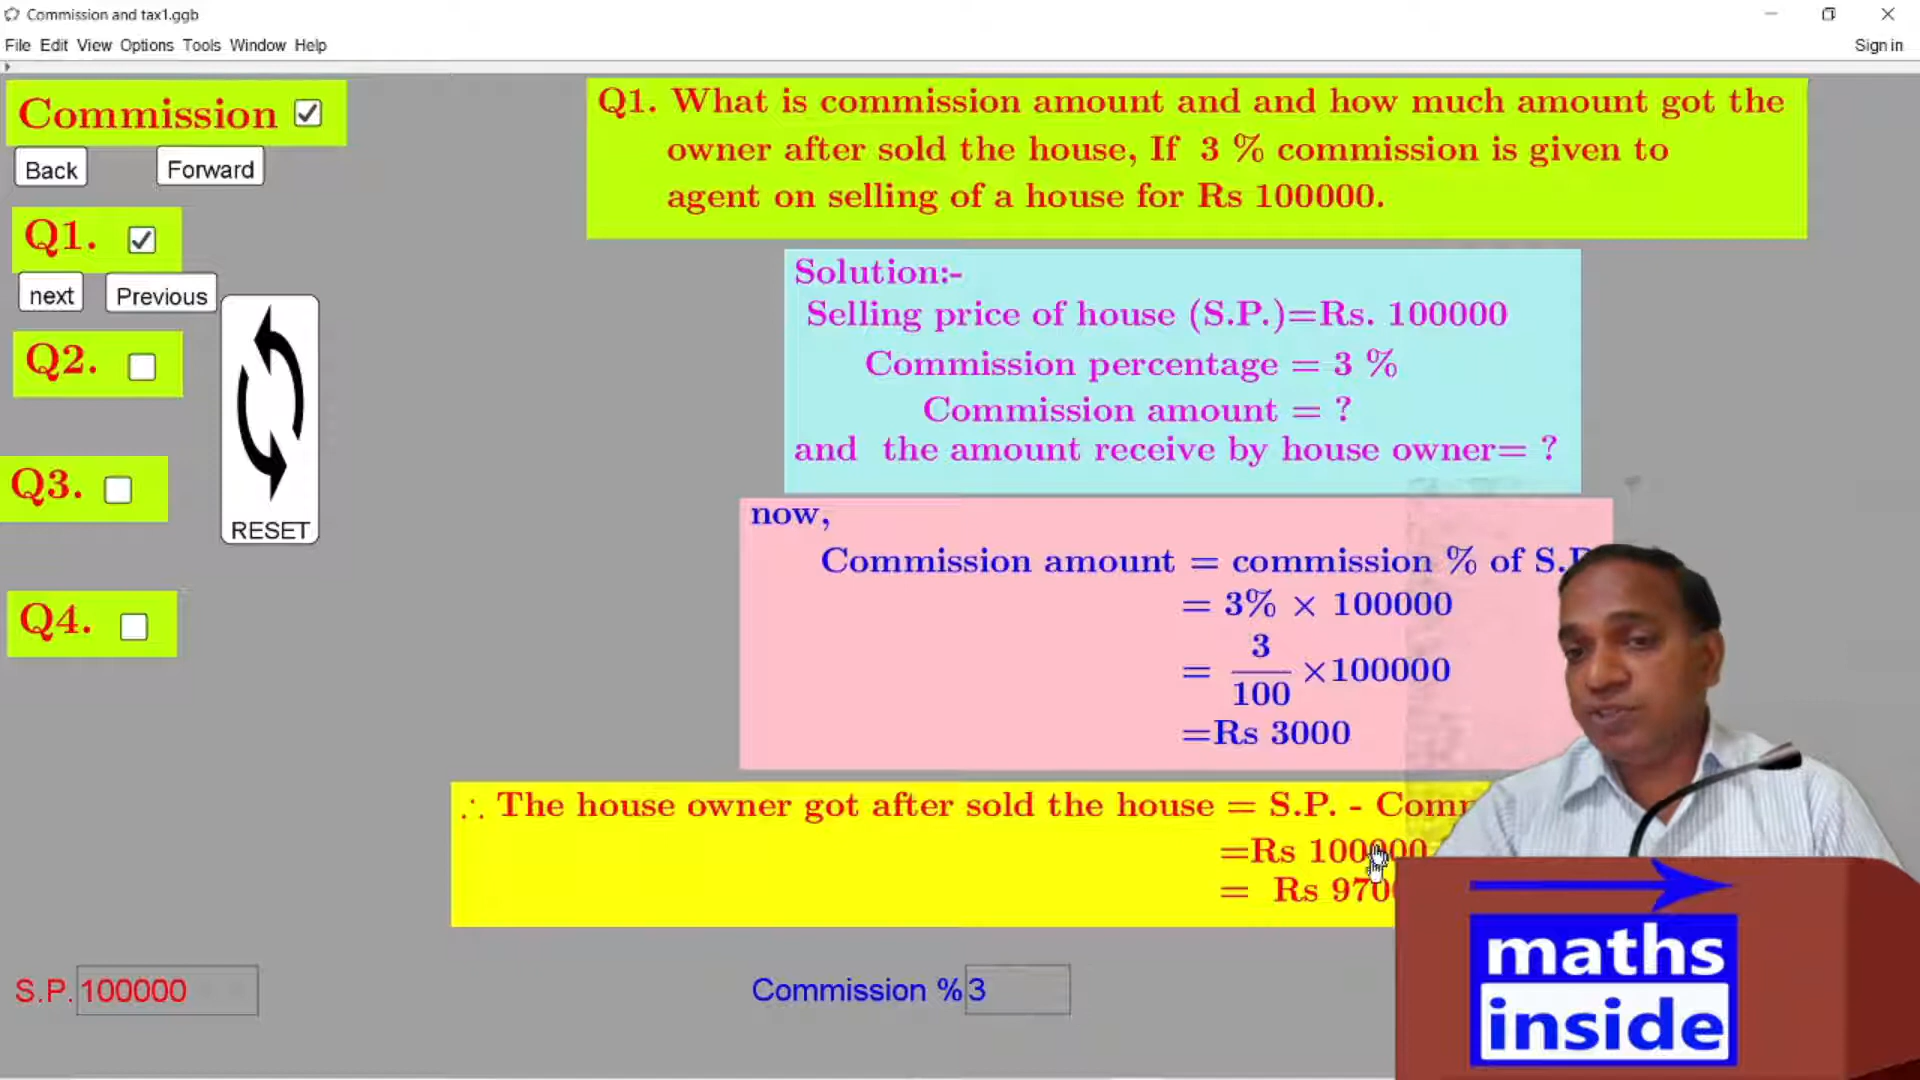 Commission and tax1.ggb
File Edit View Options Tools Window Help
Sign in
Commission
Back Forward
Q1.
next Previous
Q2.
Q3.
RESET
Q4.
Q1. What is commission amount and and how much amount got the
owner after sold the house, If 3 % commission is given to
agent on selling of a house for Rs 100000.
Solution:-
Selling price of house (S.P.)=Rs. 100000
Commission percentage = 3 %
Commission amount = ?
and the amount receive by house owner= ?
now,
Commission amount = commission % of S.P
= 3% × 100000
= 3/100 ×100000
=Rs 3000
∴ The house owner got after sold the house = S.P. -
=Rs 100000
= Rs
S.P. 100000
Commission % 3
maths
inside